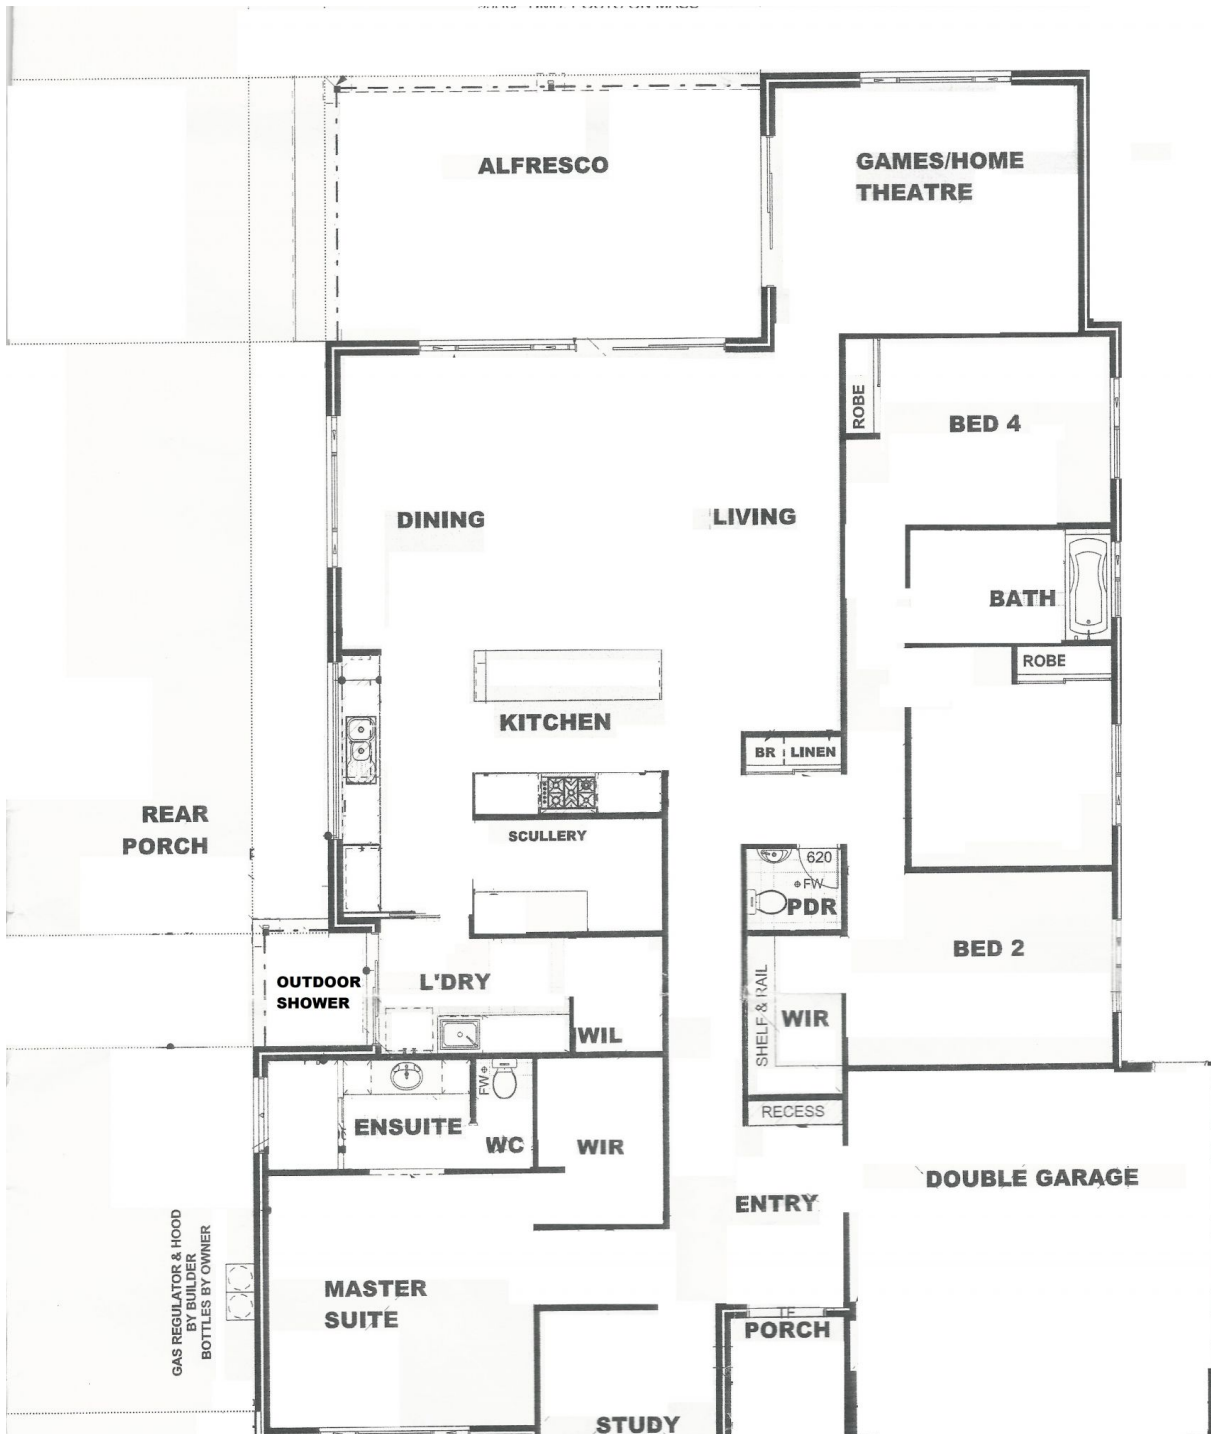 ALFRESCO
GAMES/HOME
THEATRE
ROBE
BED 4
DINING
LIVING
BATH
ROBE
KITCHEN
BR
LINEN
REAR
PORCH
SCULLERY
620
FW
PDR
BED 2
OUTDOOR
SHOWER
L'DRY
SHELF & RAIL
WIR
WIL
FW
ENSUITE
WC
WIR
RECESS
DOUBLE GARAGE
ENTRY
GAS REGULATOR & HOOD
BY BUILDER
BOTTLES BY OWNER
MASTER
SUITE
PORCH
STUDY